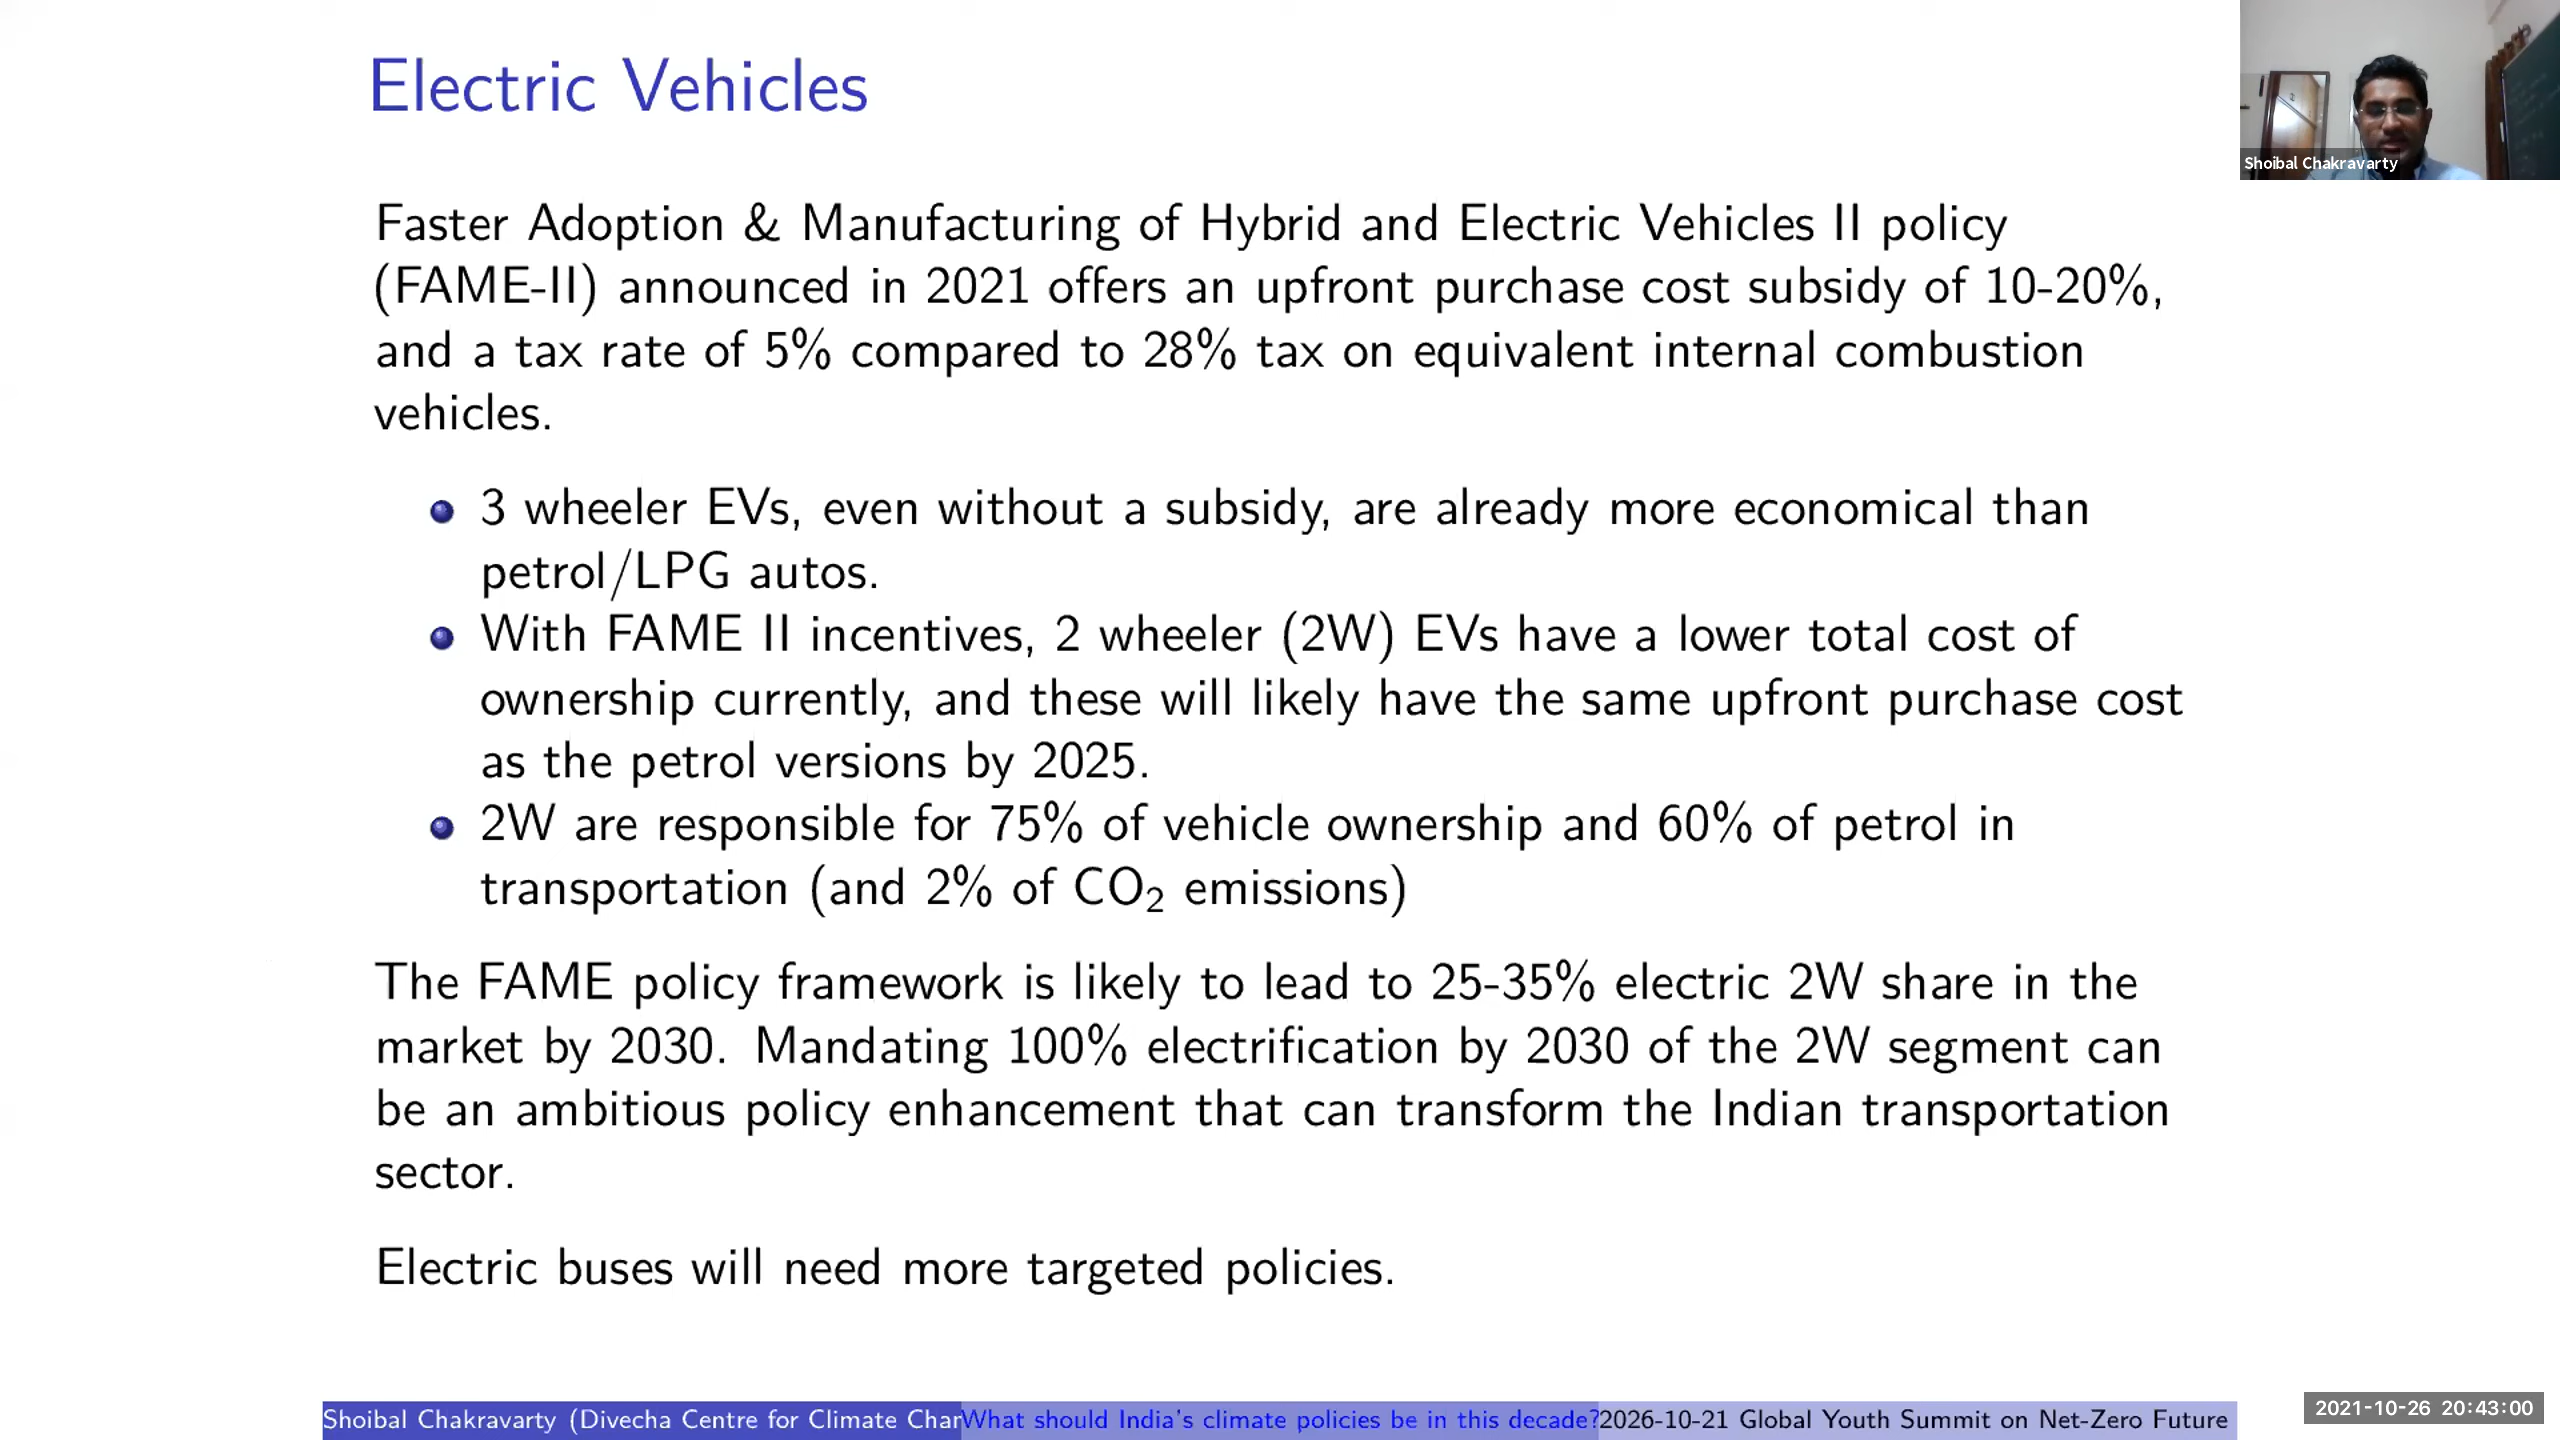 Electric Vehicles
Shoibal Chakravarty
Faster Adoption & Manufacturing of Hybrid and Electric Vehicles II policy
(FAME-II) announced in 2021 offers an upfront purchase cost subsidy of 10-20%,
and a tax rate of 5% compared to 28% tax on equivalent internal combustion
vehicles.
3 wheeler EVs, even without a subsidy, are already more economical than
petrol/LPG autos.
With FAME II incentives, 2 wheeler (2W) EVs have a lower total cost of
ownership currently, and these will likely have the same upfront purchase cost
as the petrol versions by 2025.
2W are responsible for 75% of vehicle ownership and 60% of petrol in
transportation (and 2% of CO₂ emissions)
The FAME policy framework is likely to lead to 25-35% electric 2W share in the
market by 2030. Mandating 100% electrification by 2030 of the 2W segment can
be an ambitious policy enhancement that can transform the Indian transportation
sector.
Electric buses will need more targeted policies.
Shoibal Chakravarty (Divecha Centre for Climate Char
What should India's climate policies be in this decade?
2026-10-21 Global Youth Summit on Net-Zero Future
2021-10-26 20:43:00